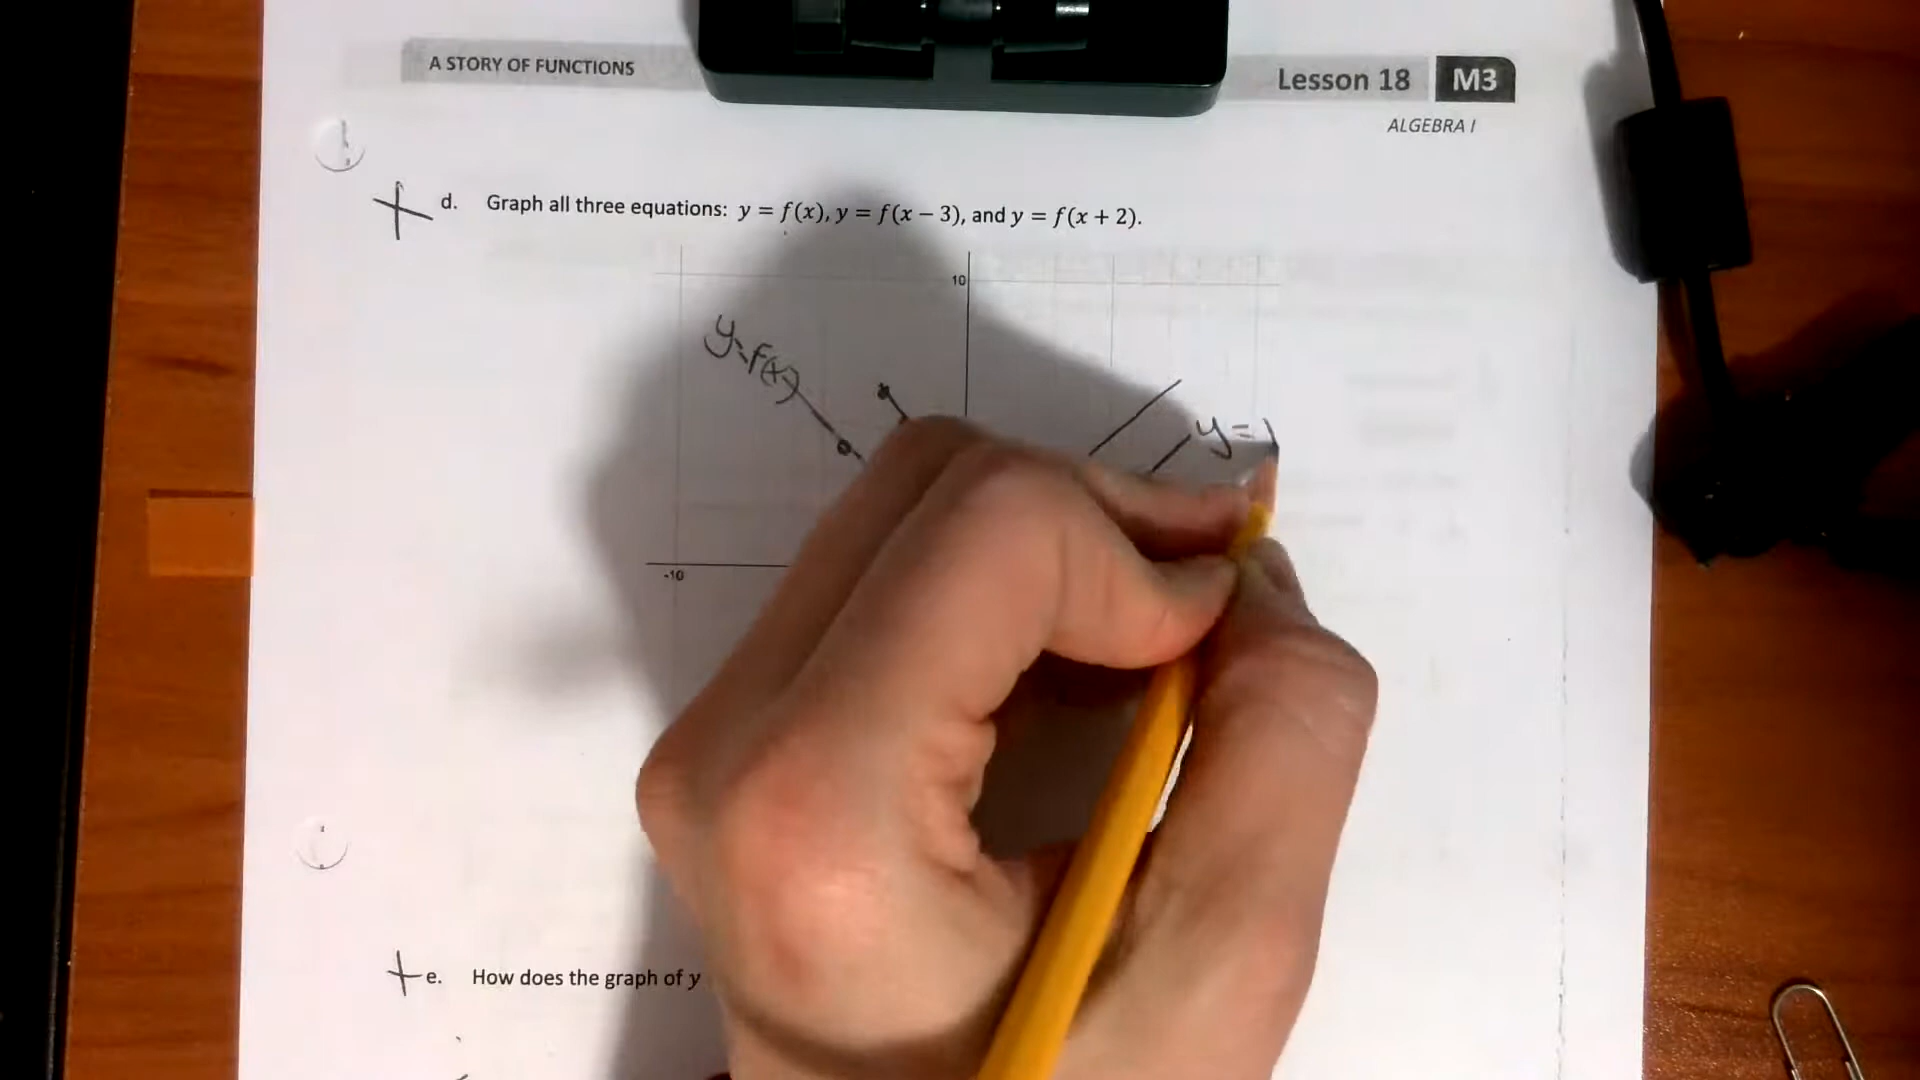 A STORY OF FUNCTIONS
Lesson 18 M3
ALGEBRA I
d. Graph all three equations: y = f(x), y = f(x − 3), and y = f(x + 2).
10
y=f(x)
y=
-10
e. How does the graph of y